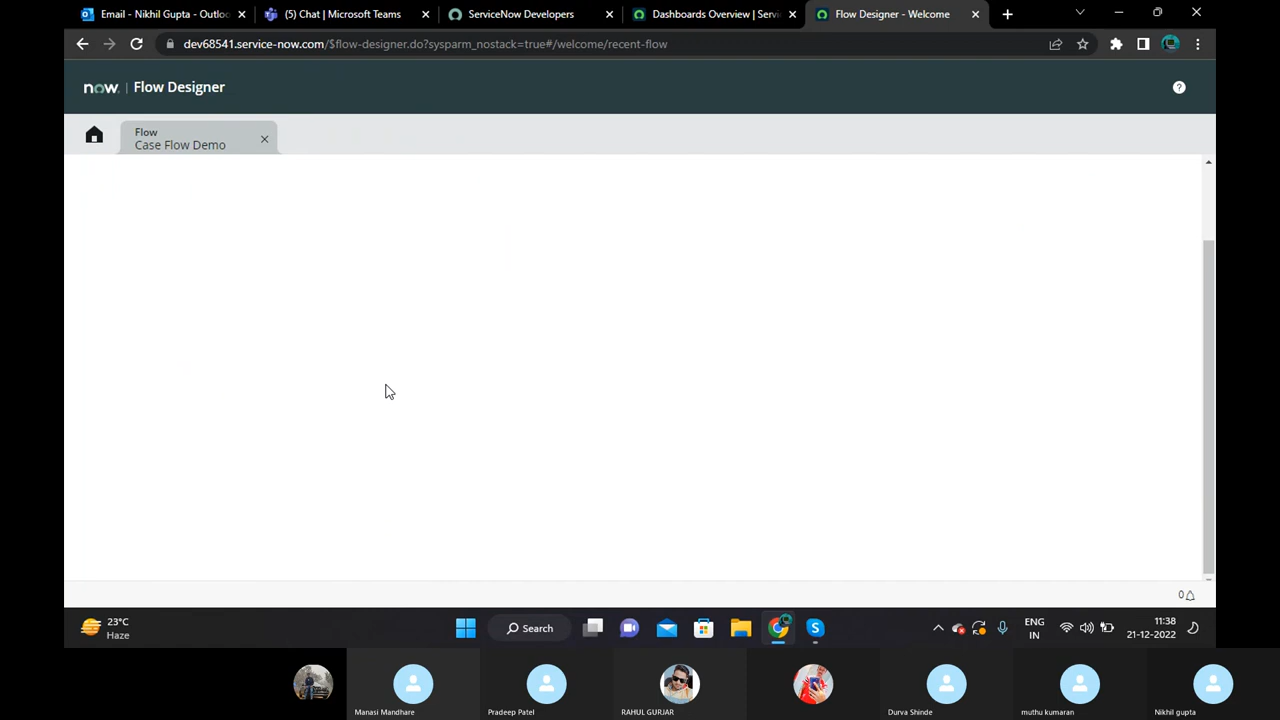 Email - Nikhil Gupta - Outloo
(5) Chat | Microsoft Teams
ServiceNow Developers
Dashboards Overview | Servi
Flow Designer - Welcome
dev68541.service-now.com/$flow-designer.do?sysparm_nostack=true#/welcome/recent-flow
now. | Flow Designer
Flow
Case Flow Demo
0
23°C
Haze
Search
ENG
IN
11:38
21-12-2022
Manasi Mandhare
Pradeep Patel
RAHUL GURJAR
Durva Shinde
muthu kumaran
Nikhil gupta